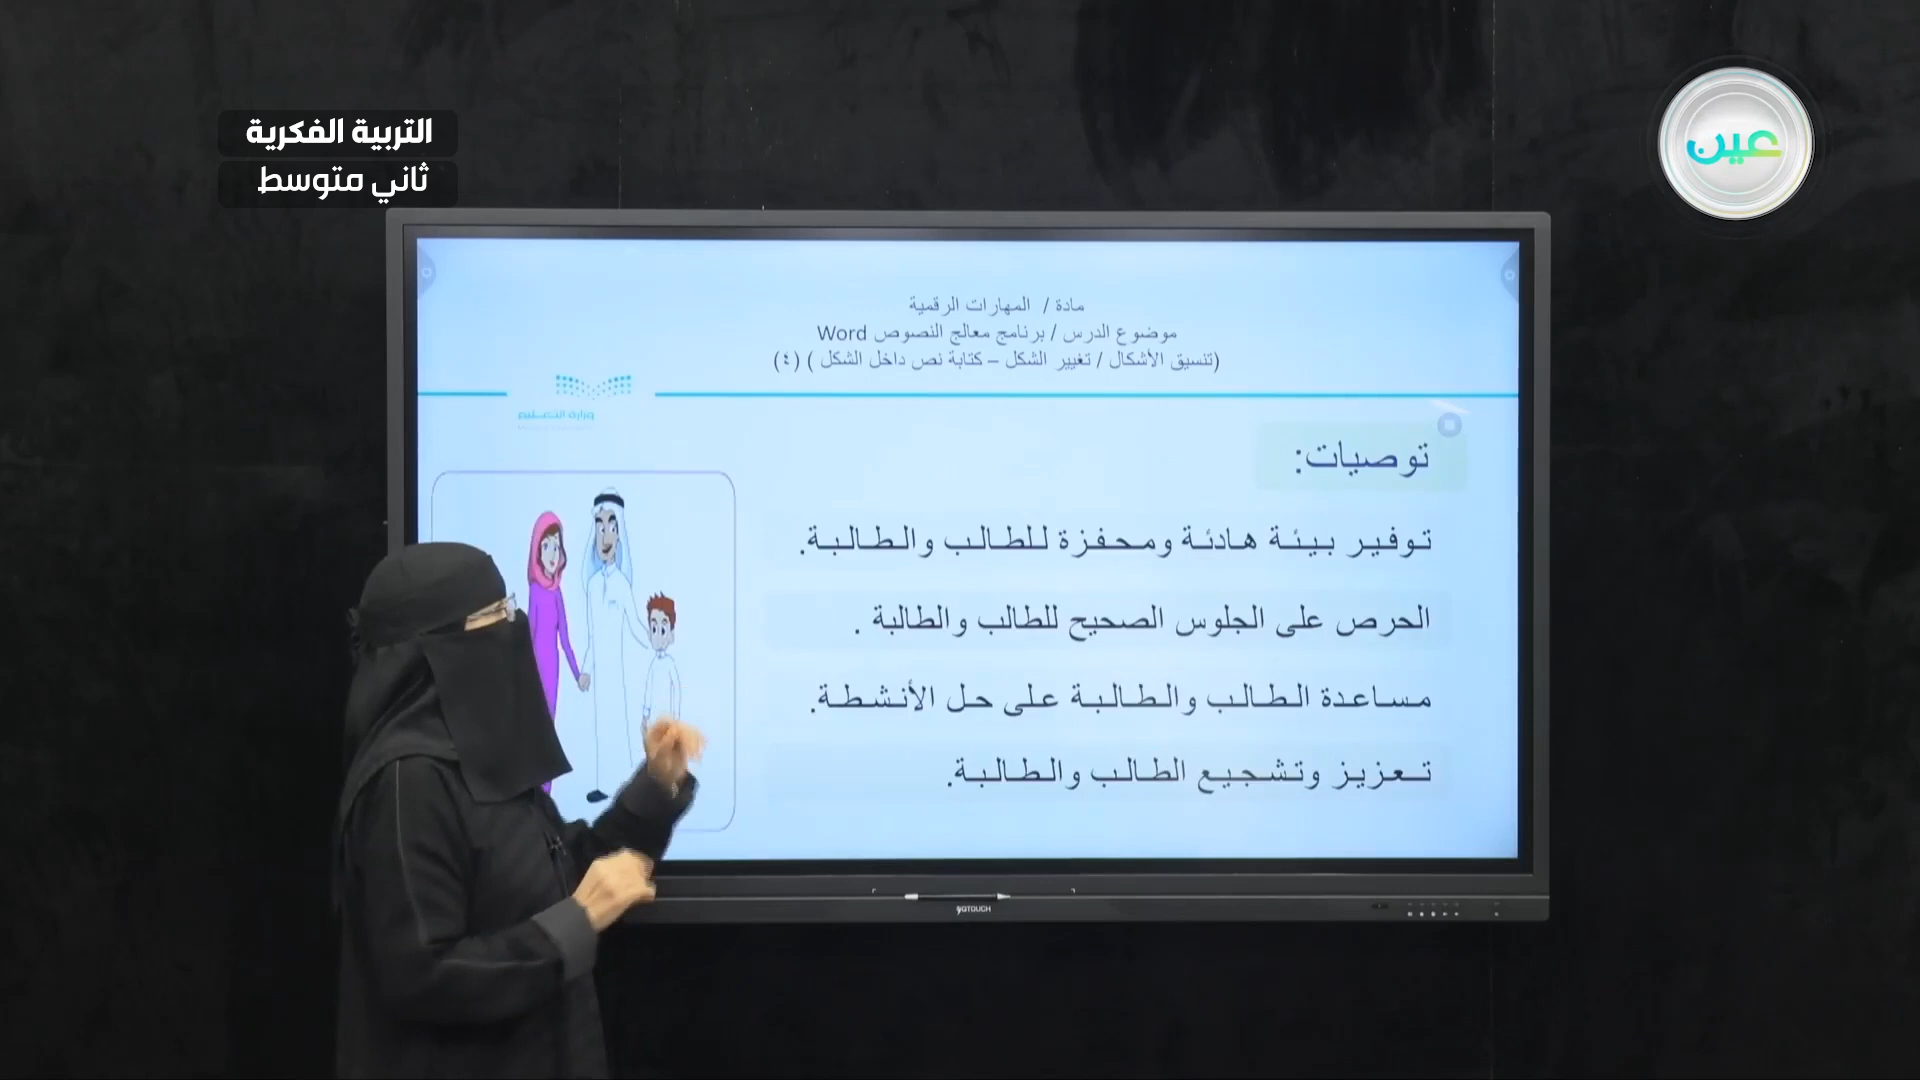 التربية الفكرية
ثاني متوسط
عين
مادة / المهارات الرقمية
موضوع الدرس / برنامج معالج النصوص Word
(تنسيق الأشكال / تغيير الشكل – كتابة نص داخل الشكل ) (٤)
وزارة التعليم
توصيات:
توفير بيئة هادئة ومحفزة للطالب والطالبة.
الحرص على الجلوس الصحيح للطالب والطالبة .
مساعدة الطالب والطالبة على حل الأنشطة.
تعزيز وتشجيع الطالب والطالبة.
YQTOUCH